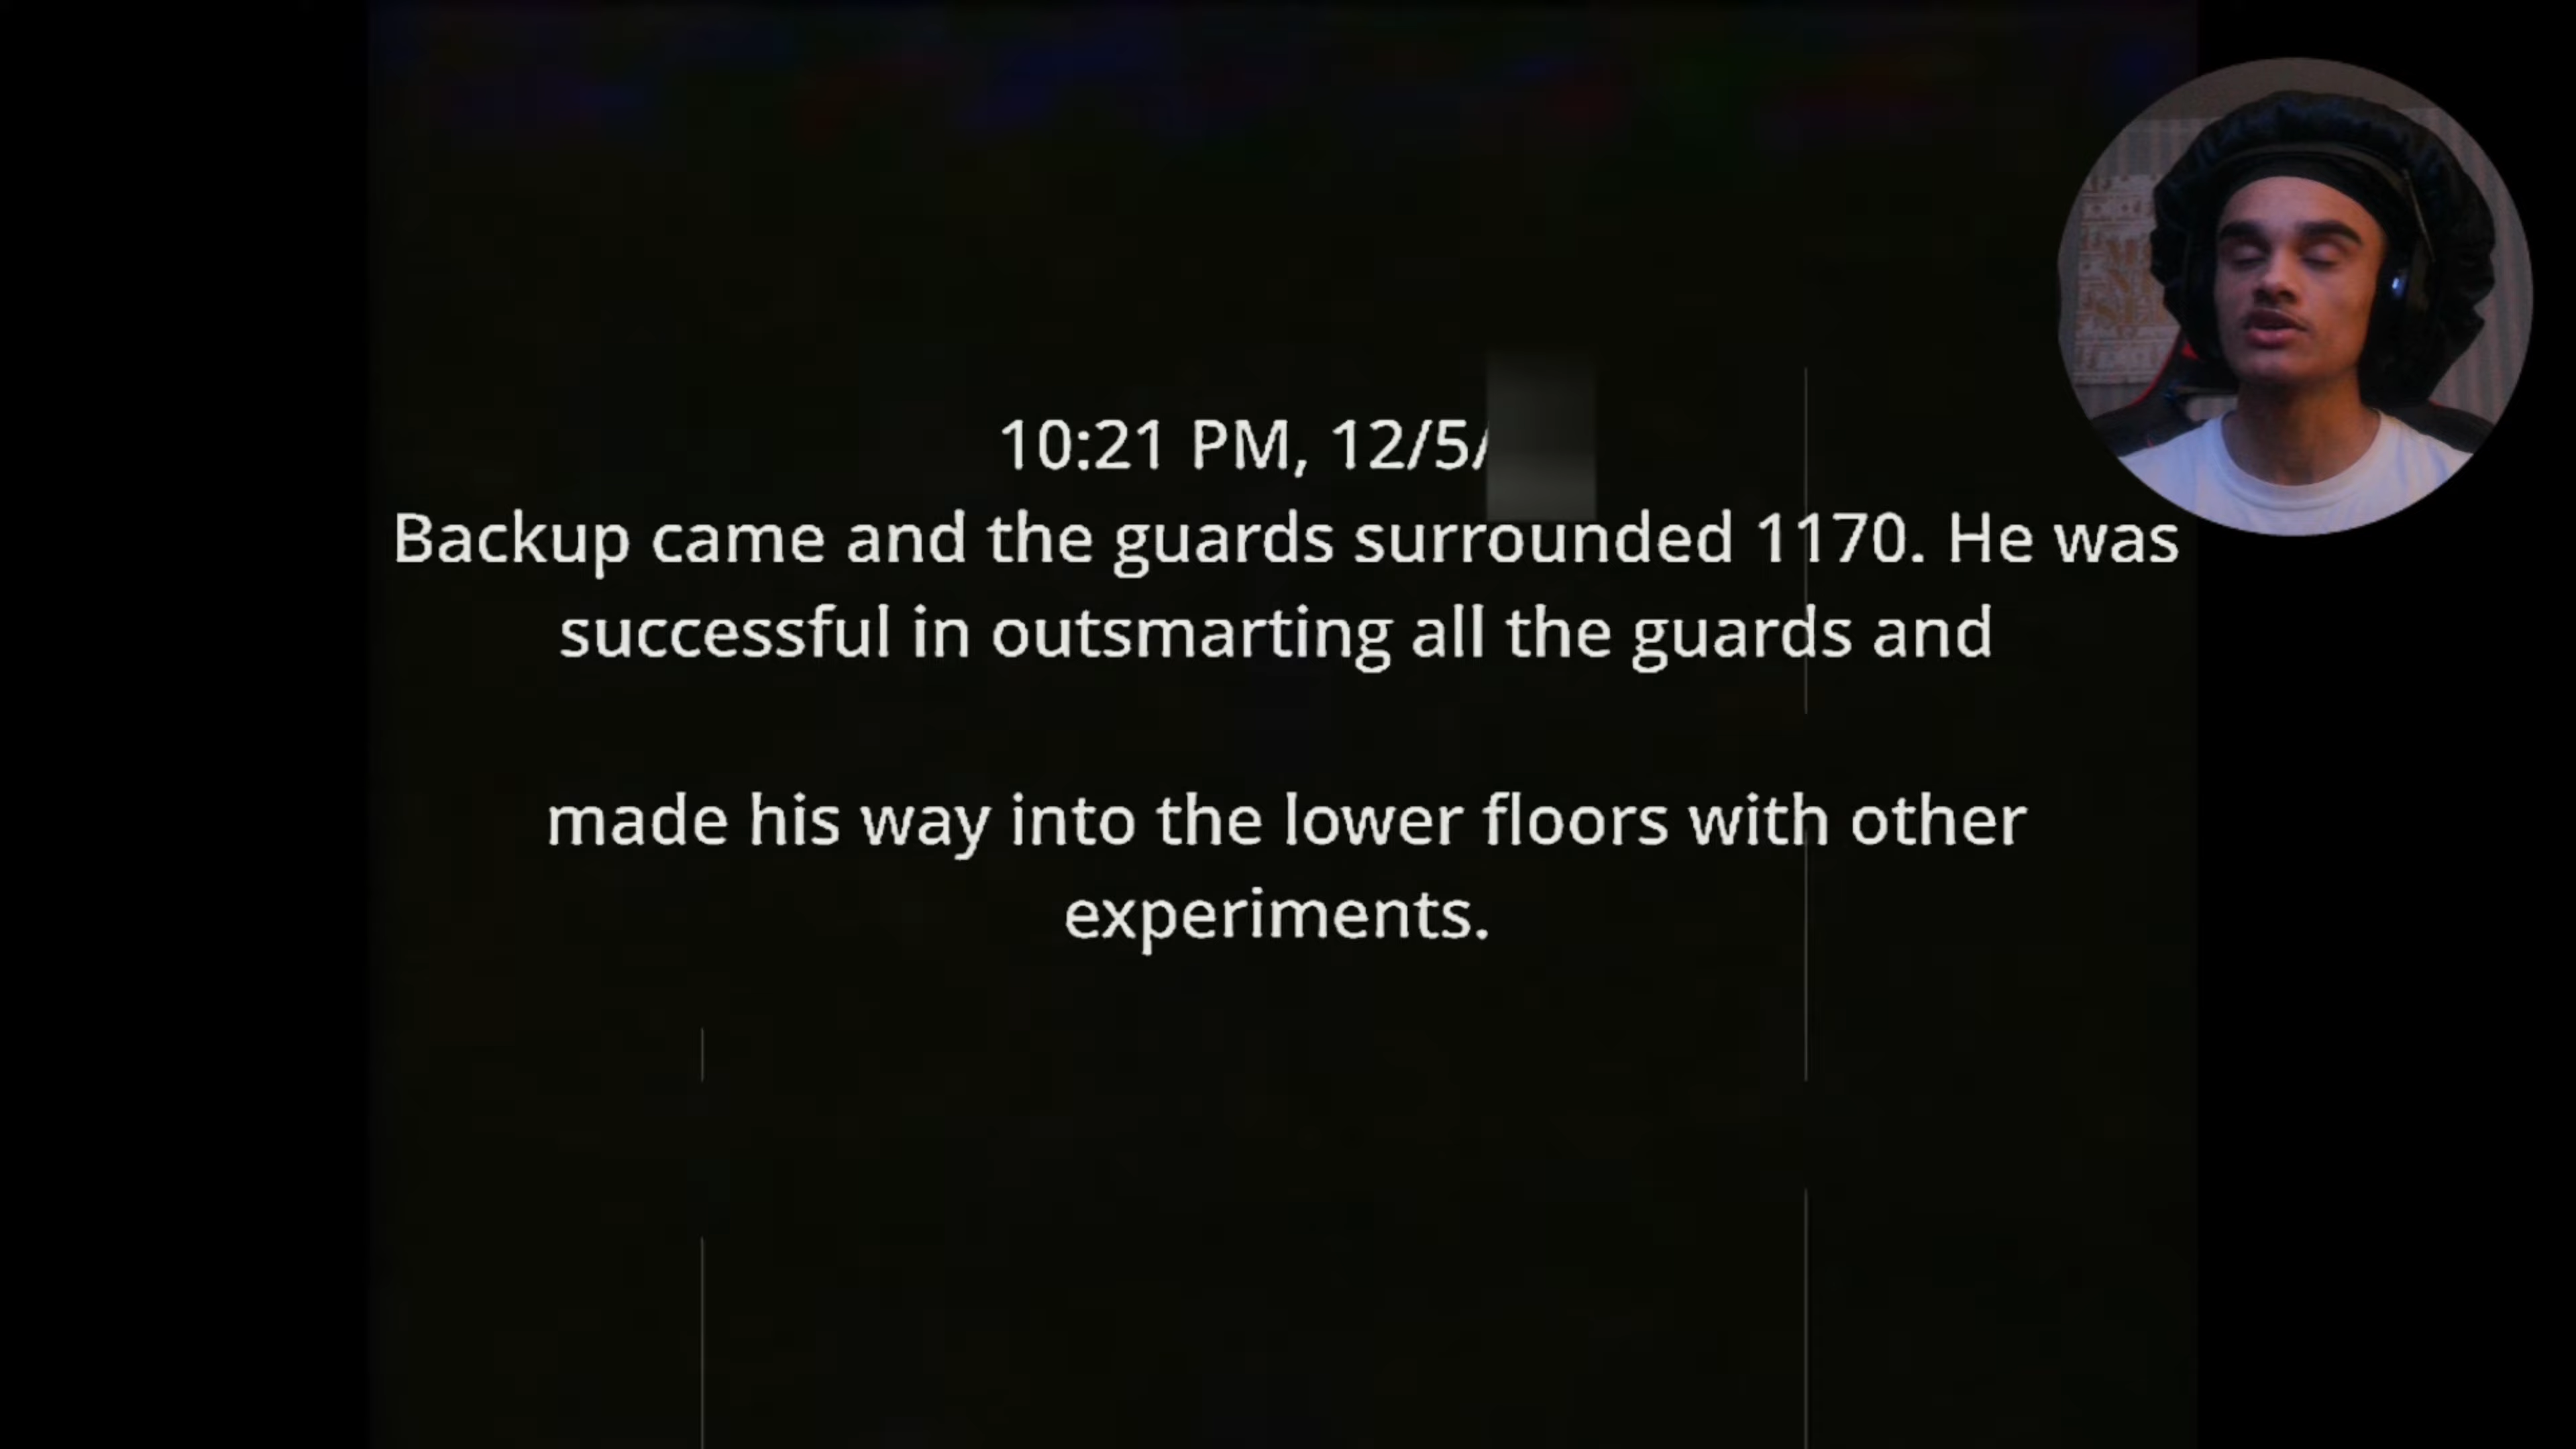 10:21 PM, 12/5/
Backup came and the guards surrounded 1170. He was
successful in outsmarting all the guards and
made his way into the lower floors with other
experiments.